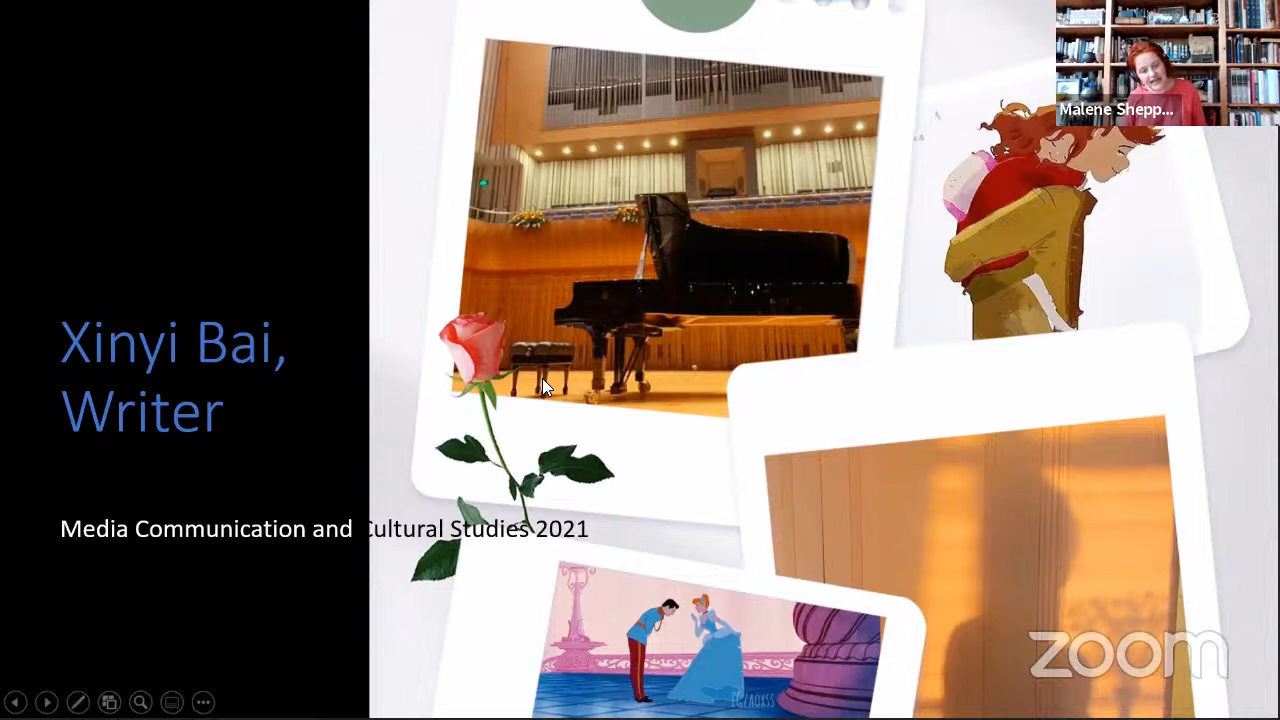 Malene Shepp...
Xinyi Bai,
Writer
Media Communication and Cultural Studies 2021
zoom